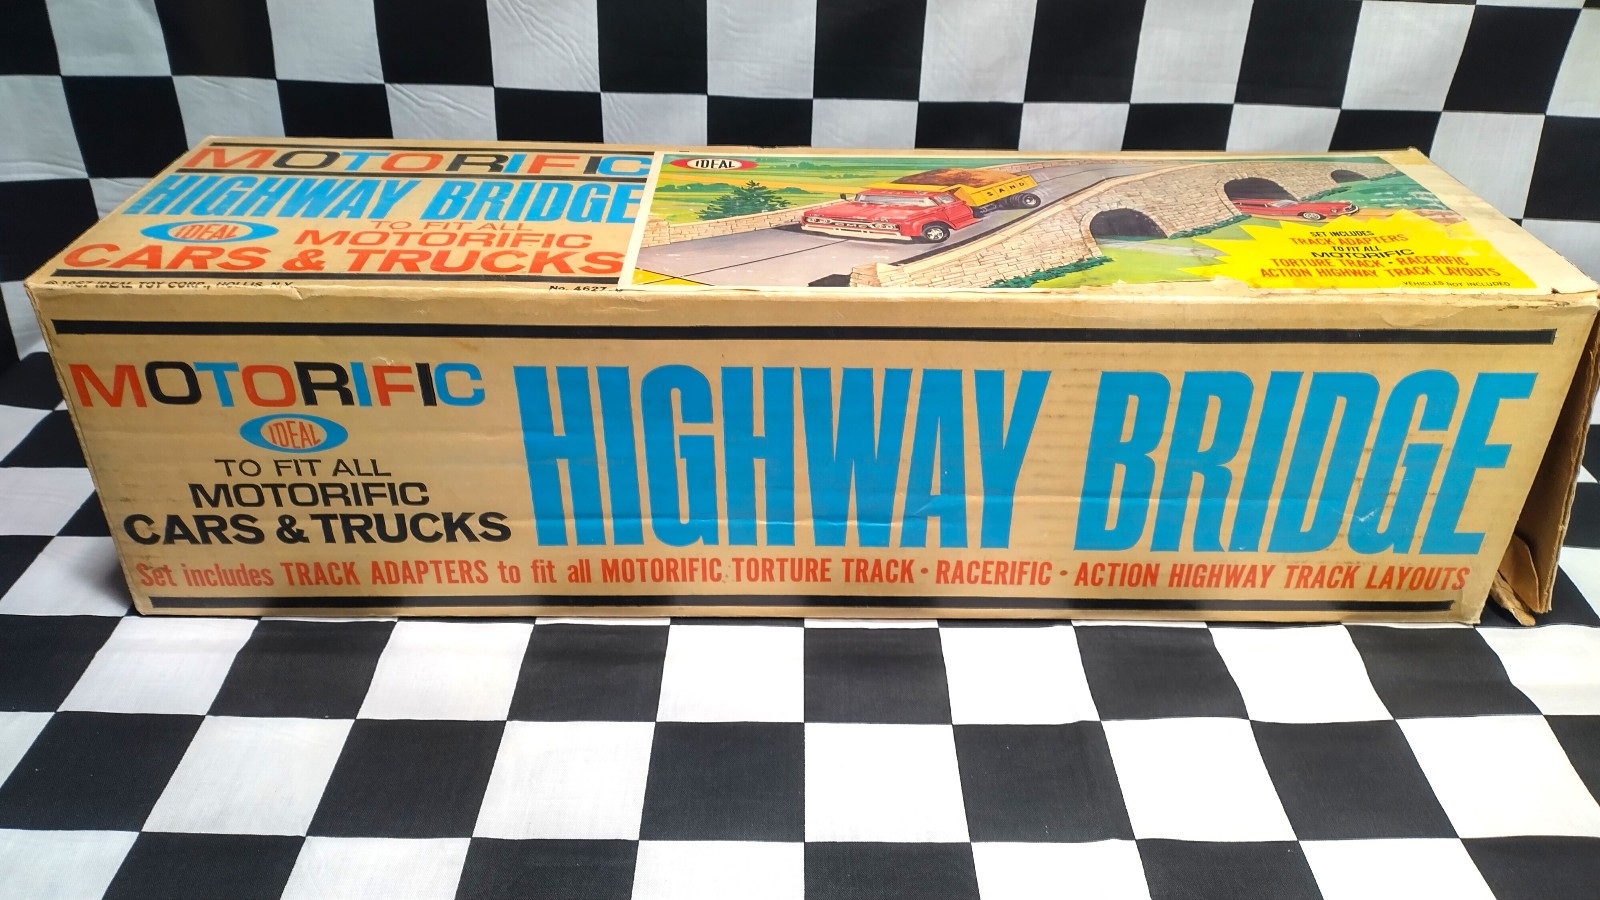 MOTORIFIC
HIGHWAY BRIDGE
IDEAL
TO FIT ALL
MOTORIFIC
CARS & TRUCKS
© 1967 IDEAL TOY CORP., HOLLIS, N.Y.
No. 4627
IDEAL
SAND
SET INCLUDES
TRACK ADAPTERS
TO FIT ALL
MOTORIFIC
TORTURE TRACK • RACERIFIC
ACTION HIGHWAY TRACK LAYOUTS
VEHICLES NOT INCLUDED
MOTORIFIC
IDEAL
TO FIT ALL
MOTORIFIC
CARS & TRUCKS
HIGHWAY BRIDGE
Set includes TRACK ADAPTERS to fit all MOTORIFIC TORTURE TRACK • RACERIFIC • ACTION HIGHWAY TRACK LAYOUTS